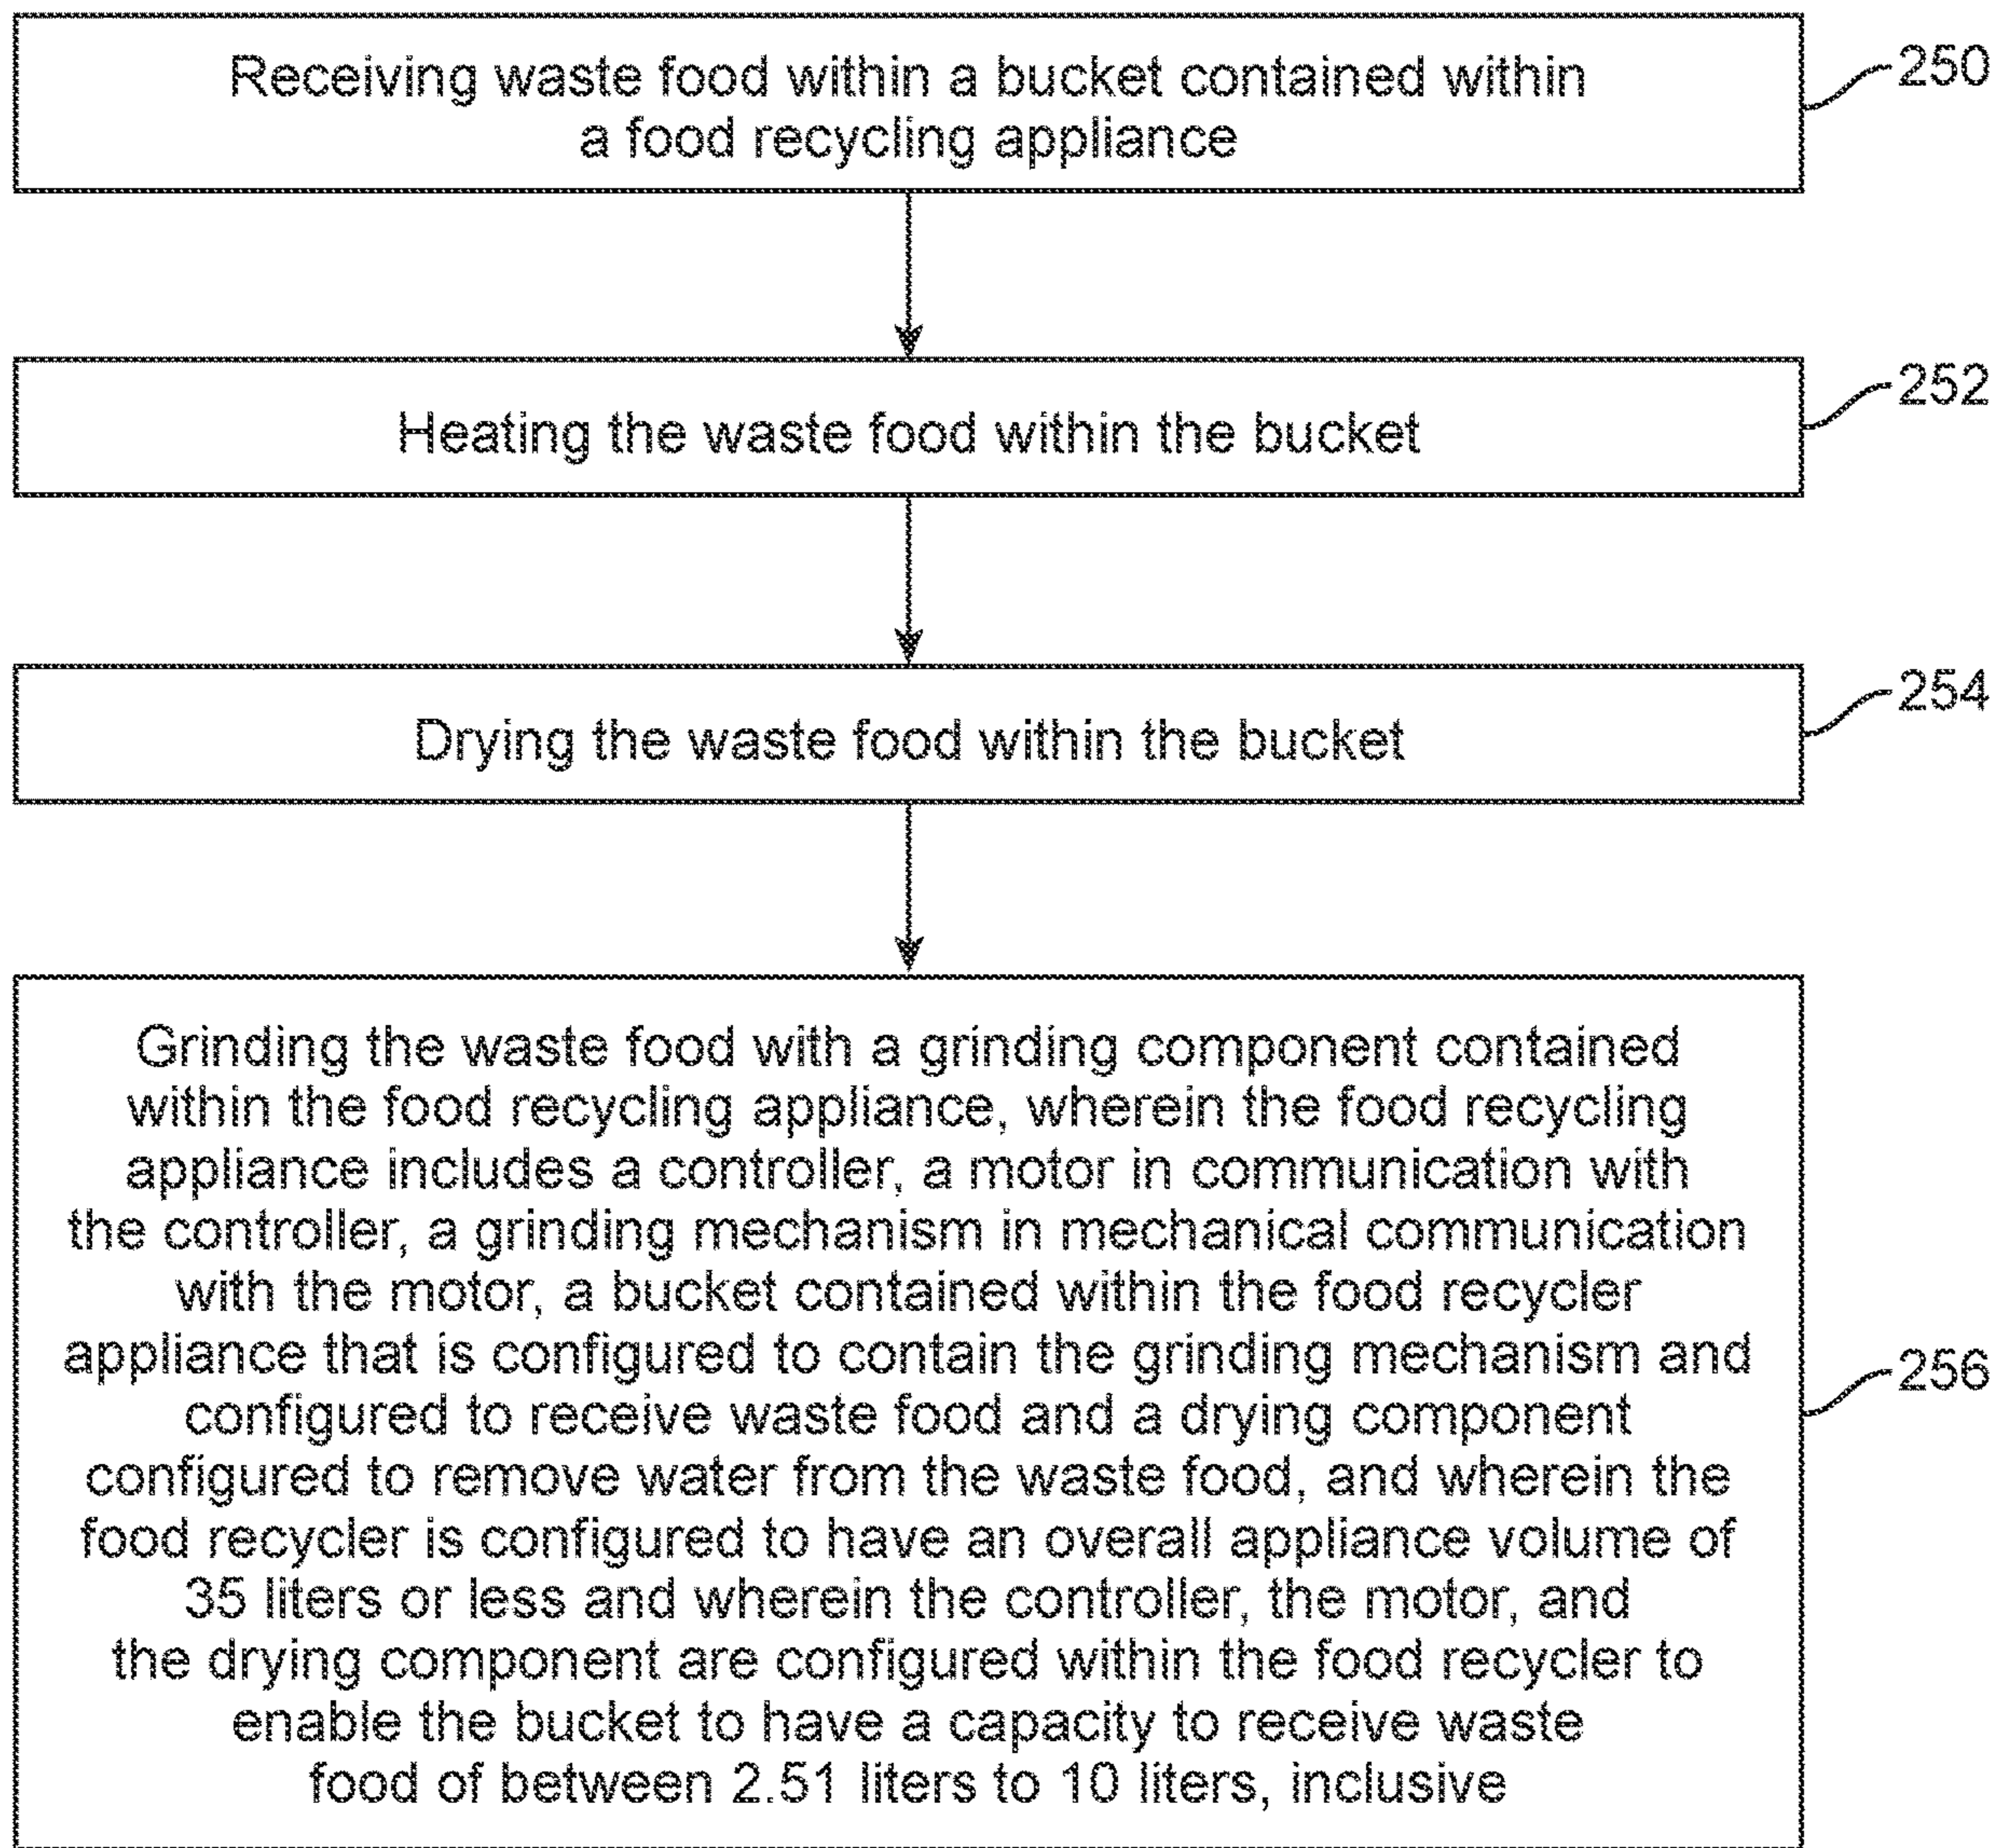 Receiving waste food within a bucket contained within
a food recycling appliance
250
Heating the waste food within the bucket
252
Drying the waste food within the bucket
254
Grinding the waste food with a grinding component contained
within the food recycling appliance, wherein the food recycling
appliance includes a controller, a motor in communication with
the controller, a grinding mechanism in mechanical communication
with the motor, a bucket contained within the food recycler
appliance that is configured to contain the grinding mechanism and
configured to receive waste food and a drying component
configured to remove water from the waste food, and wherein the
food recycler is configured to have an overall appliance volume of
35 liters or less and wherein the controller, the motor, and
the drying component are configured within the food recycler to
enable the bucket to have a capacity to receive waste
food of between 2.51 liters to 10 liters, inclusive
256